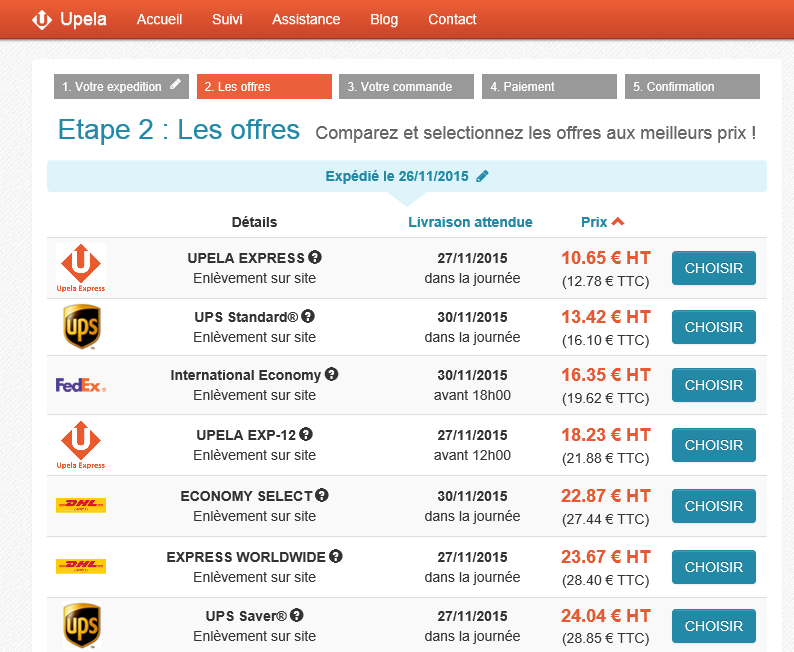 Upela Accueil Suivi Assistance Blog Contact
1. Votre expedition 2. Les offres 3. Votre commande 4. Paiement 5. Confirmation
Etape 2 : Les offres Comparez et selectionnez les offres aux meilleurs prix !
Expédié le 26/11/2015
Détails Livraison attendue Prix
UPELA EXPRESS 27/11/2015 10.65 € HT
Enlèvement sur site dans la journée (12.78 € TTC) CHOISIR
Upela Express
UPS Standard® 30/11/2015 13.42 € HT
ups Enlèvement sur site dans la journée (16.10 € TTC) CHOISIR
International Economy 30/11/2015 16.35 € HT
FedEx Enlèvement sur site avant 18h00 (19.62 € TTC) CHOISIR
UPELA EXP-12 27/11/2015 18.23 € HT
Enlèvement sur site avant 12h00 (21.88 € TTC) CHOISIR
Upela Express
ECONOMY SELECT 30/11/2015 22.87 € HT
DHL Enlèvement sur site dans la journée (27.44 € TTC) CHOISIR
EXPRESS WORLDWIDE 27/11/2015 23.67 € HT
DHL Enlèvement sur site dans la journée (28.40 € TTC) CHOISIR
UPS Saver® 27/11/2015 24.04 € HT
ups Enlèvement sur site dans la journée (28.85 € TTC) CHOISIR